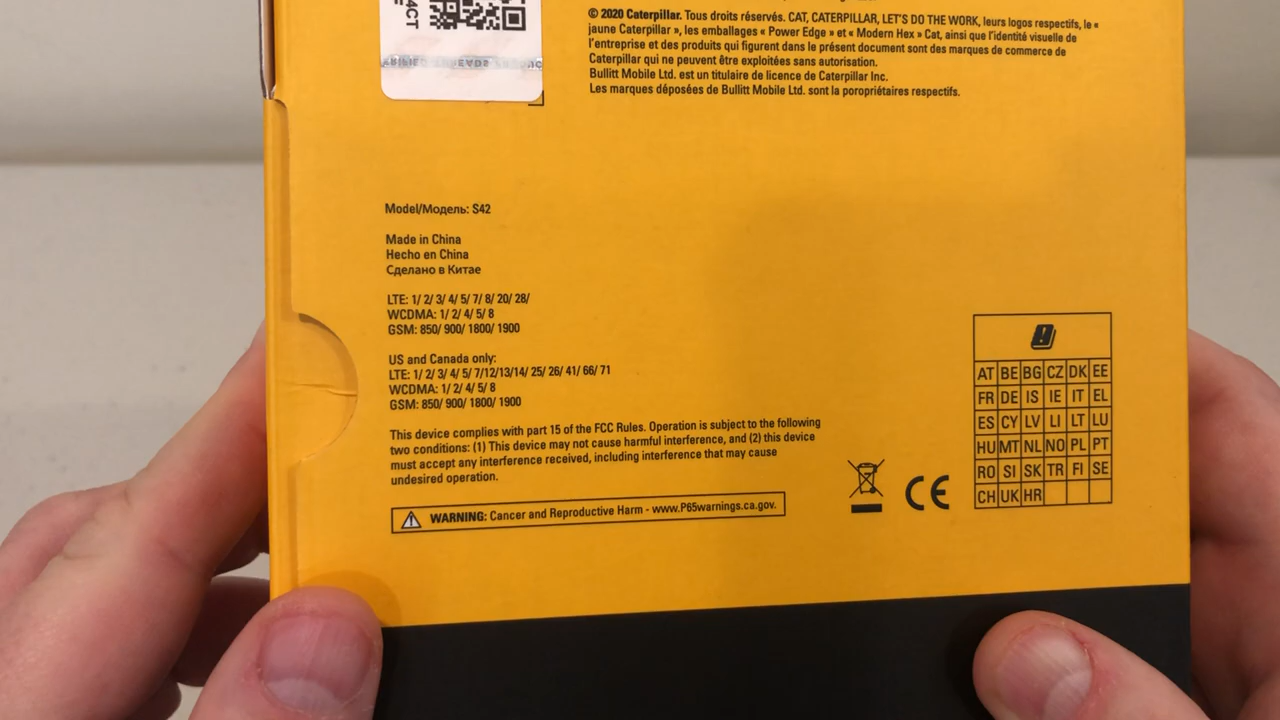 4CT
© 2020 Caterpillar. Tous droits réservés. CAT, CATERPILLAR, LET'S DO THE WORK, leurs logos respectifs, le «
jaune Caterpillar », les emballages « Power Edge » et « Modern Hex » Cat, ainsi que l'identité visuelle de
l'entreprise et des produits qui figurent dans le présent document sont des marques de commerce de
Caterpillar qui ne peuvent être exploitées sans autorisation.
Bullitt Mobile Ltd. est un titulaire de licence de Caterpillar Inc.
Les marques déposées de Bullitt Mobile Ltd. sont la poropriétaires respectifs.
Model/Модель: S42
Made in China
Hecho en China
Сделано в Китае
LTE: 1/ 2/ 3/ 4/ 5/ 7/ 8/ 20/ 28/
WCDMA: 1/ 2/ 4/ 5/ 8
GSM: 850/ 900/ 1800/ 1900
US and Canada only:
LTE: 1/ 2/ 3/ 4/ 5/ 7/12/13/14/ 25/ 26/ 41/ 66/ 71
WCDMA: 1/ 2/ 4/ 5/ 8
GSM: 850/ 900/ 1800/ 1900
This device complies with part 15 of the FCC Rules. Operation is subject to the following
two conditions: (1) This device may not cause harmful interference, and (2) this device
must accept any interference received, including interference that may cause
undesired operation.
WARNING: Cancer and Reproductive Harm - www.P65warnings.ca.gov.
CE
AT BE BG CZ DK EE
FR DE IS IE IT EL
ES CY LV LI LT LU
HU MT NL NO PL PT
RO SI SK TR FI SE
CH UK HR